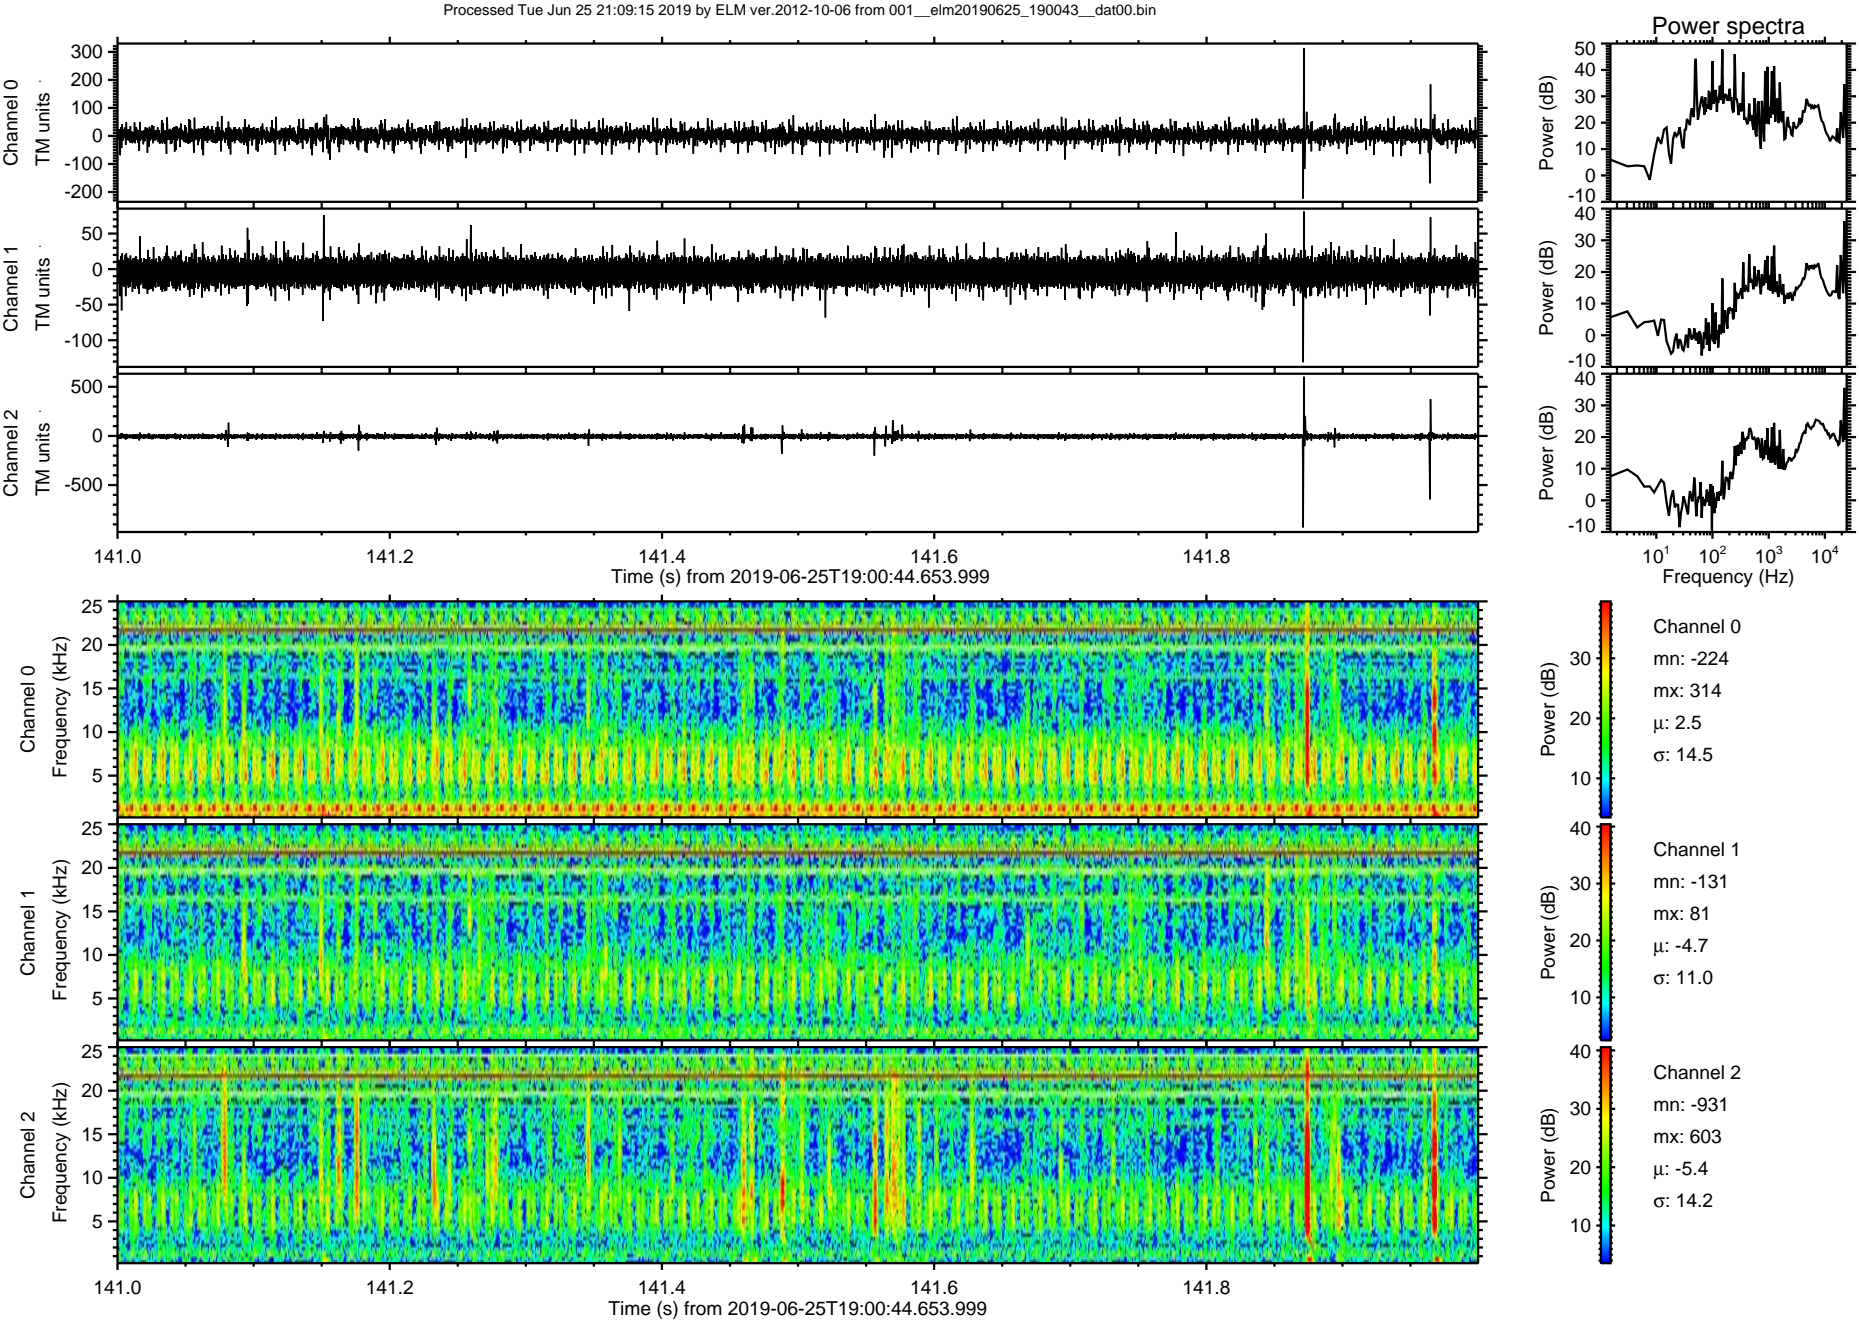 Processed Tue Jun 25 21:09:15 2019 by ELM ver.2012-10-06 from 001__elm20190625_190043__dat00.bin
Power spectra
Channel 0
TM units
300
200
100
0
-100
-200
Power (dB)
50
40
30
20
10
0
-10
Channel 1
TM units
50
0
-50
-100
Power (dB)
40
30
20
10
0
-10
Channel 2
TM units
500
0
-500
Power (dB)
40
30
20
10
0
-10
141.0 141.2 141.4 141.6 141.8
Time (s) from 2019-06-25T19:00:44.653.999
10^1 10^2 10^3 10^4
Frequency (Hz)
Channel 0
Frequency (kHz)
25
20
15
10
5
Power (dB)
30
20
10
Channel 0
mn: -224
mx: 314
μ: 2.5
σ: 14.5
Channel 1
Frequency (kHz)
25
20
15
10
5
Power (dB)
40
30
20
10
Channel 1
mn: -131
mx: 81
μ: -4.7
σ: 11.0
Channel 2
Frequency (kHz)
25
20
15
10
5
Power (dB)
40
30
20
10
Channel 2
mn: -931
mx: 603
μ: -5.4
σ: 14.2
141.0 141.2 141.4 141.6 141.8
Time (s) from 2019-06-25T19:00:44.653.999